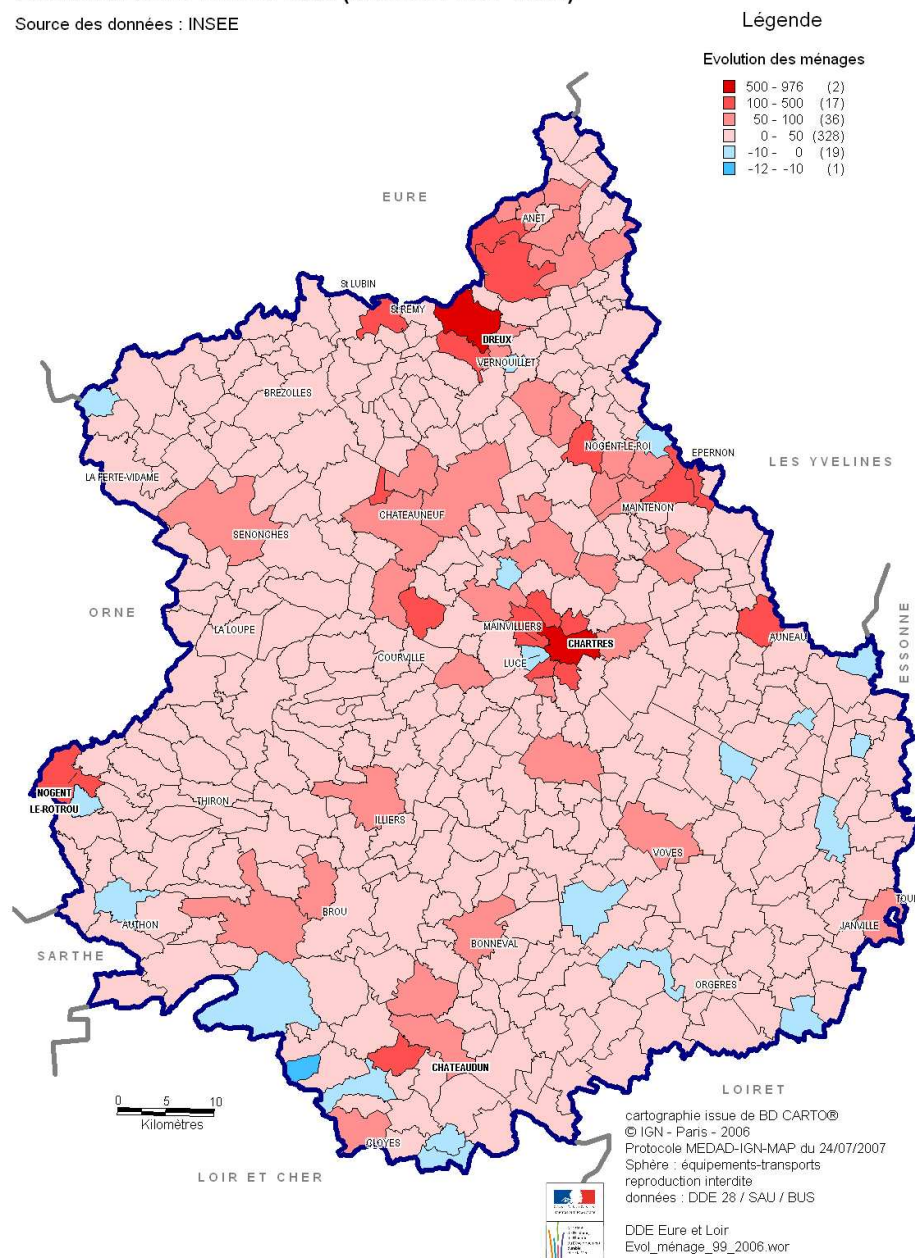 Source des données : INSEE
Légende
Evolution des ménages
500 - 976 (2)
100 - 500 (17)
50 - 100 (36)
0 - 50 (328)
-10 - 0 (19)
-12 - -10 (1)
EURE
ANET
St LUBIN
St REMY
DREUX
VERNOUILLET
BREZOLLES
NOGENT-LE-ROI
EPERNON
LES YVELINES
LA FERTE-VIDAME
MAINTENON
CHATEAUNEUF
SENONCHES
ORNE
LA LOUPE
MAINVILLIERS
CHARTRES
AUNEAU
ESSONNE
COURVILLE
LUCE
NOGENT
LE-ROTROU
THIRON
ILLIERS
VOVES
BROU
AUTHON
BONNEVAL
JANVILLE
TOU
SARTHE
ORGERES
CHATEAUDUN
LOIRET
0 5 10
Kilomètres
CLOYES
LOIR ET CHER
cartographie issue de BD CARTO®
© IGN - Paris - 2006
Protocole MEDAD-IGN-MAP du 24/07/2007
Sphère : équipements-transports
reproduction interdite
données : DDE 28 / SAU / BUS
DDE Eure et Loir
Evol_ménage_99_2006.wor